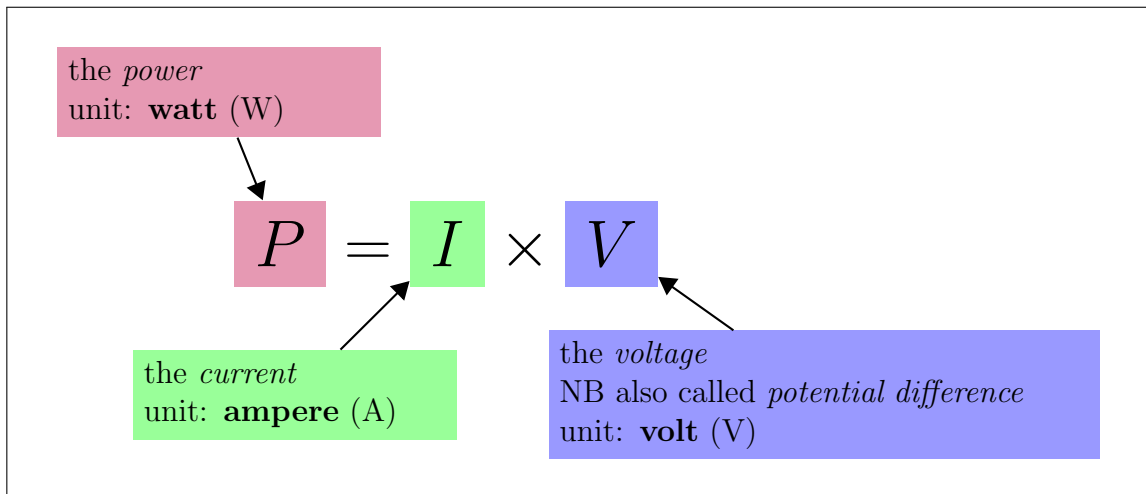 the power
unit: watt (W)
P = I × V
the current
unit: ampere (A)
the voltage
NB also called potential difference
unit: volt (V)